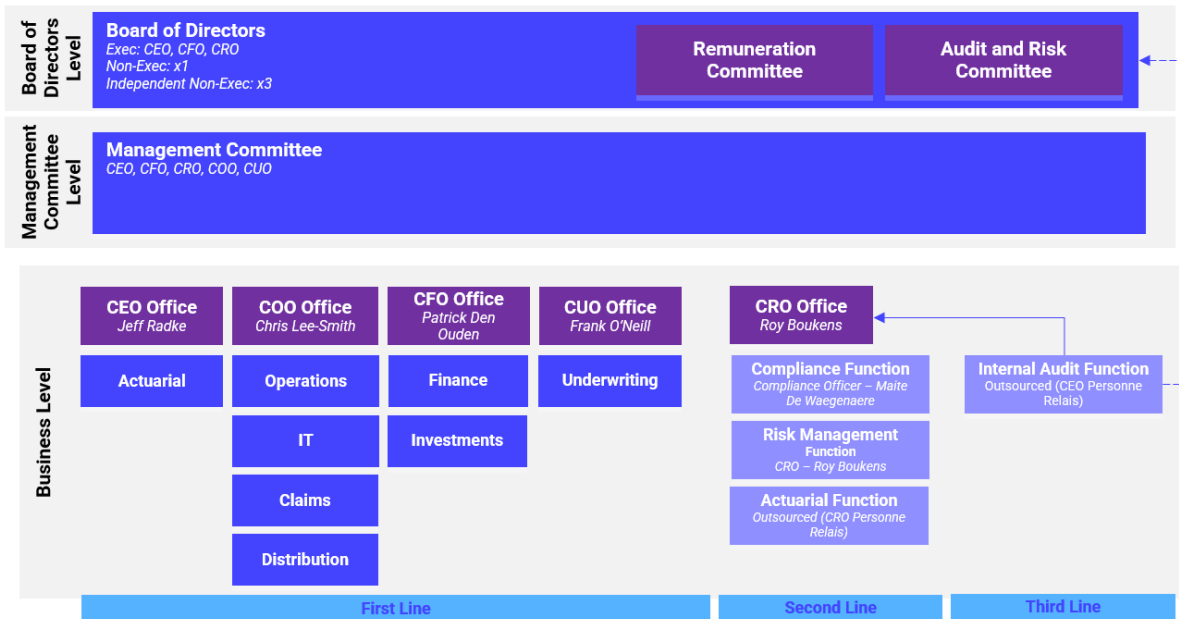 Board of
Directors
Level
Board of Directors
Exec: CEO, CFO, CRO
Non-Exec: x1
Independent Non-Exec: x3
Remuneration
Committee
Audit and Risk
Committee
Management
Committee
Level
Management Committee
CEO, CFO, CRO, COO, CUO
Business Level
CEO Office
Jeff Radke
Actuarial
COO Office
Chris Lee-Smith
Operations
IT
Claims
Distribution
CFO Office
Patrick Den
Ouden
Finance
Investments
CUO Office
Frank O'Neill
Underwriting
CRO Office
Roy Boukens
Compliance Function
Compliance Officer – Maite
De Waegenaere
Risk Management
Function
CRO – Roy Boukens
Actuarial Function
Outsourced (CRO Personne
Relais)
Internal Audit Function
Outsourced (CEO Personne
Relais)
First Line
Second Line
Third Line